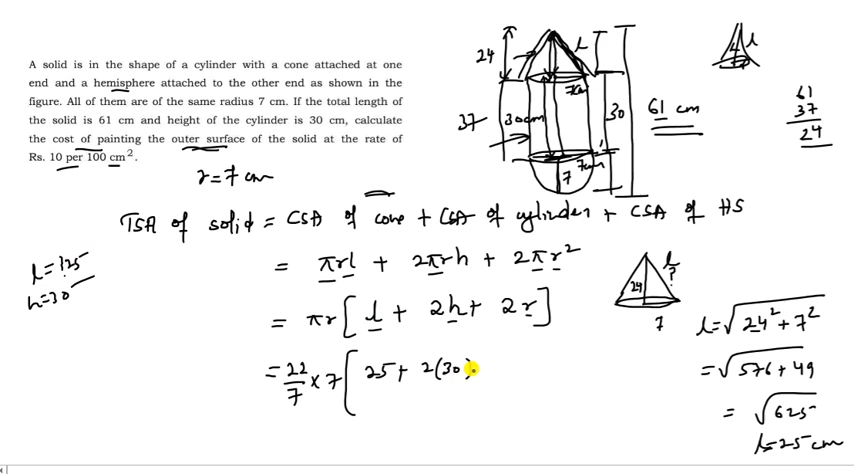 A solid is in the shape of a cylinder with a cone attached at one
end and a hemisphere attached to the other end as shown in the
figure. All of them are of the same radius 7 cm. If the total length
of the solid is 61 cm and height of the cylinder is 30 cm, calculate
the cost of painting the outer surface of the solid at the rate of
Rs. 10 per 100 cm².
r=7 cm
24
l
7cm
37
30cm
30
61 cm
7cm
7
l
61
37
24
TSA of solid = CSA of cone + CSA of cylinder + CSA of HS
l=?25
h=30
= πrl + 2πrh + 2πr²
= πr[l + 2h + 2r]
= 22/7 × 7[25 + 2(30)
24
l
?
7
l=√24²+7²
=√576+49
=√625
l=25 cm